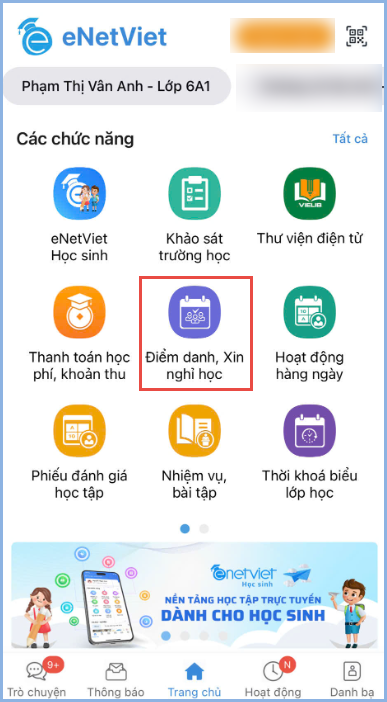 eNetViet
Phạm Thị Vân Anh - Lớp 6A1
Các chức năng
Tất cả
eNetViet
Học sinh
Khảo sát
trường học
VIELIB
Thư viện điện tử
Thanh toán học
phí, khoản thu
Điểm danh, Xin
nghỉ học
Hoạt động
hàng ngày
Phiếu đánh giá
học tập
Nhiệm vụ,
bài tập
Thời khoá biểu
lớp học
enetviet
Học sinh
NỀN TẢNG HỌC TẬP TRỰC TUYẾN
DÀNH CHO HỌC SINH
9+
N
Trò chuyện
Thông báo
Trang chủ
Hoạt động
Danh bạ